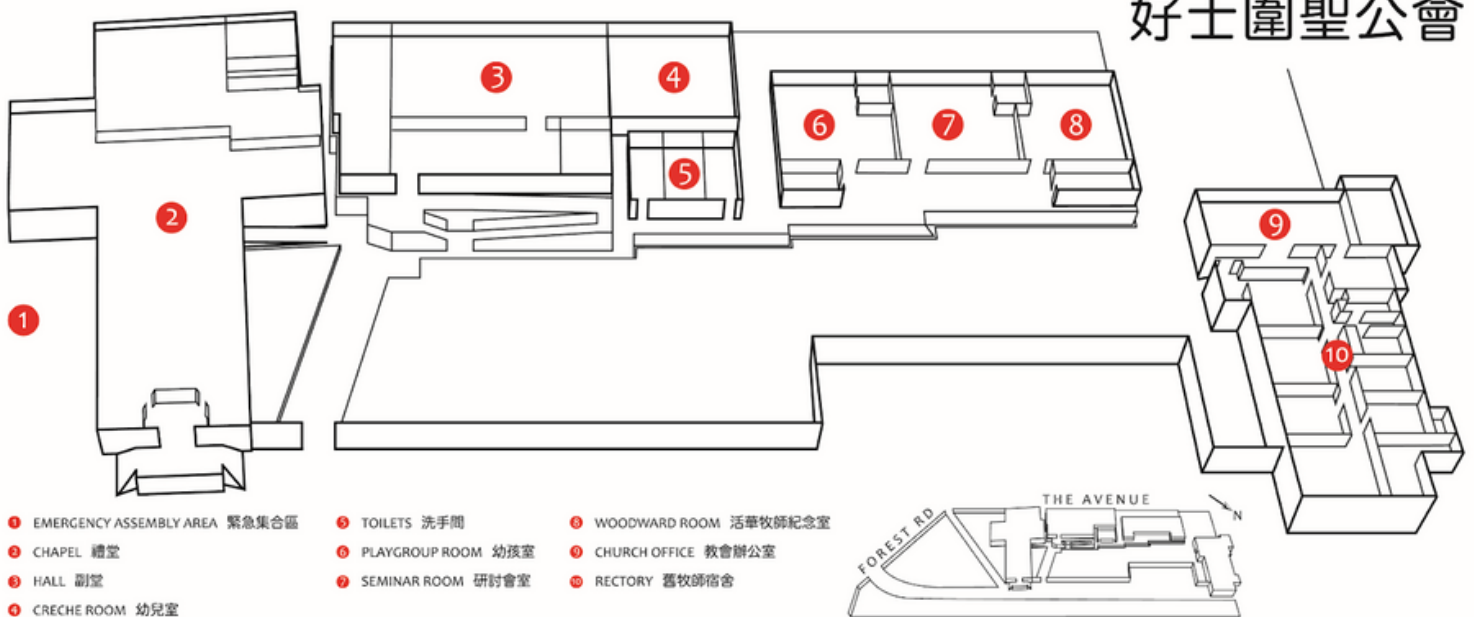 好士圍聖公會
3
4
6
7
8
5
2
9
1
10
1 EMERGENCY ASSEMBLY AREA 緊急集合區
2 CHAPEL 禮堂
3 HALL 副堂
4 CRECHE ROOM 幼兒室
5 TOILETS 洗手間
6 PLAYGROUP ROOM 幼孩室
7 SEMINAR ROOM 研討會室
8 WOODWARD ROOM 活華牧師紀念室
9 CHURCH OFFICE 教會辦公室
10 RECTORY 舊牧師宿舍
THE AVENUE
N
FOREST RD